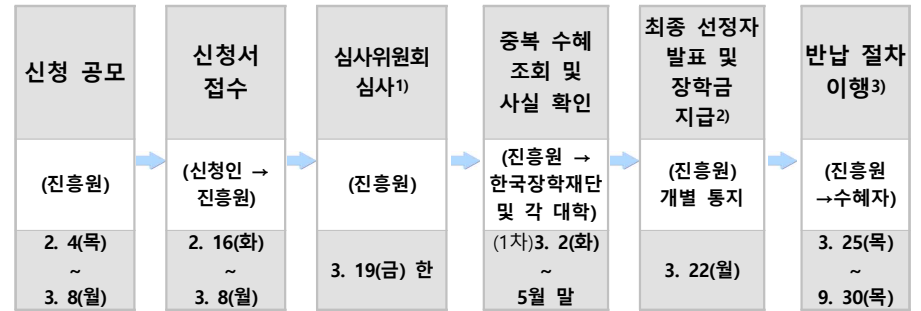 신청 공모
(진흥원)
2. 4(목)
~
3. 8(월)
신청서
접수
(신청인 →
진흥원)
2. 16(화)
~
3. 8(월)
심사위원회
심사1)
(진흥원)
3. 19(금) 한
중복 수혜
조회 및
사실 확인
(진흥원 →
한국장학재단
및 각 대학)
(1차)3. 2(화)
~
5월 말
최종 선정자
발표 및
장학금
지급2)
(진흥원)
개별 통지
3. 22(월)
반납 절차
이행3)
(진흥원
→수혜자)
3. 25(목)
~
9. 30(목)